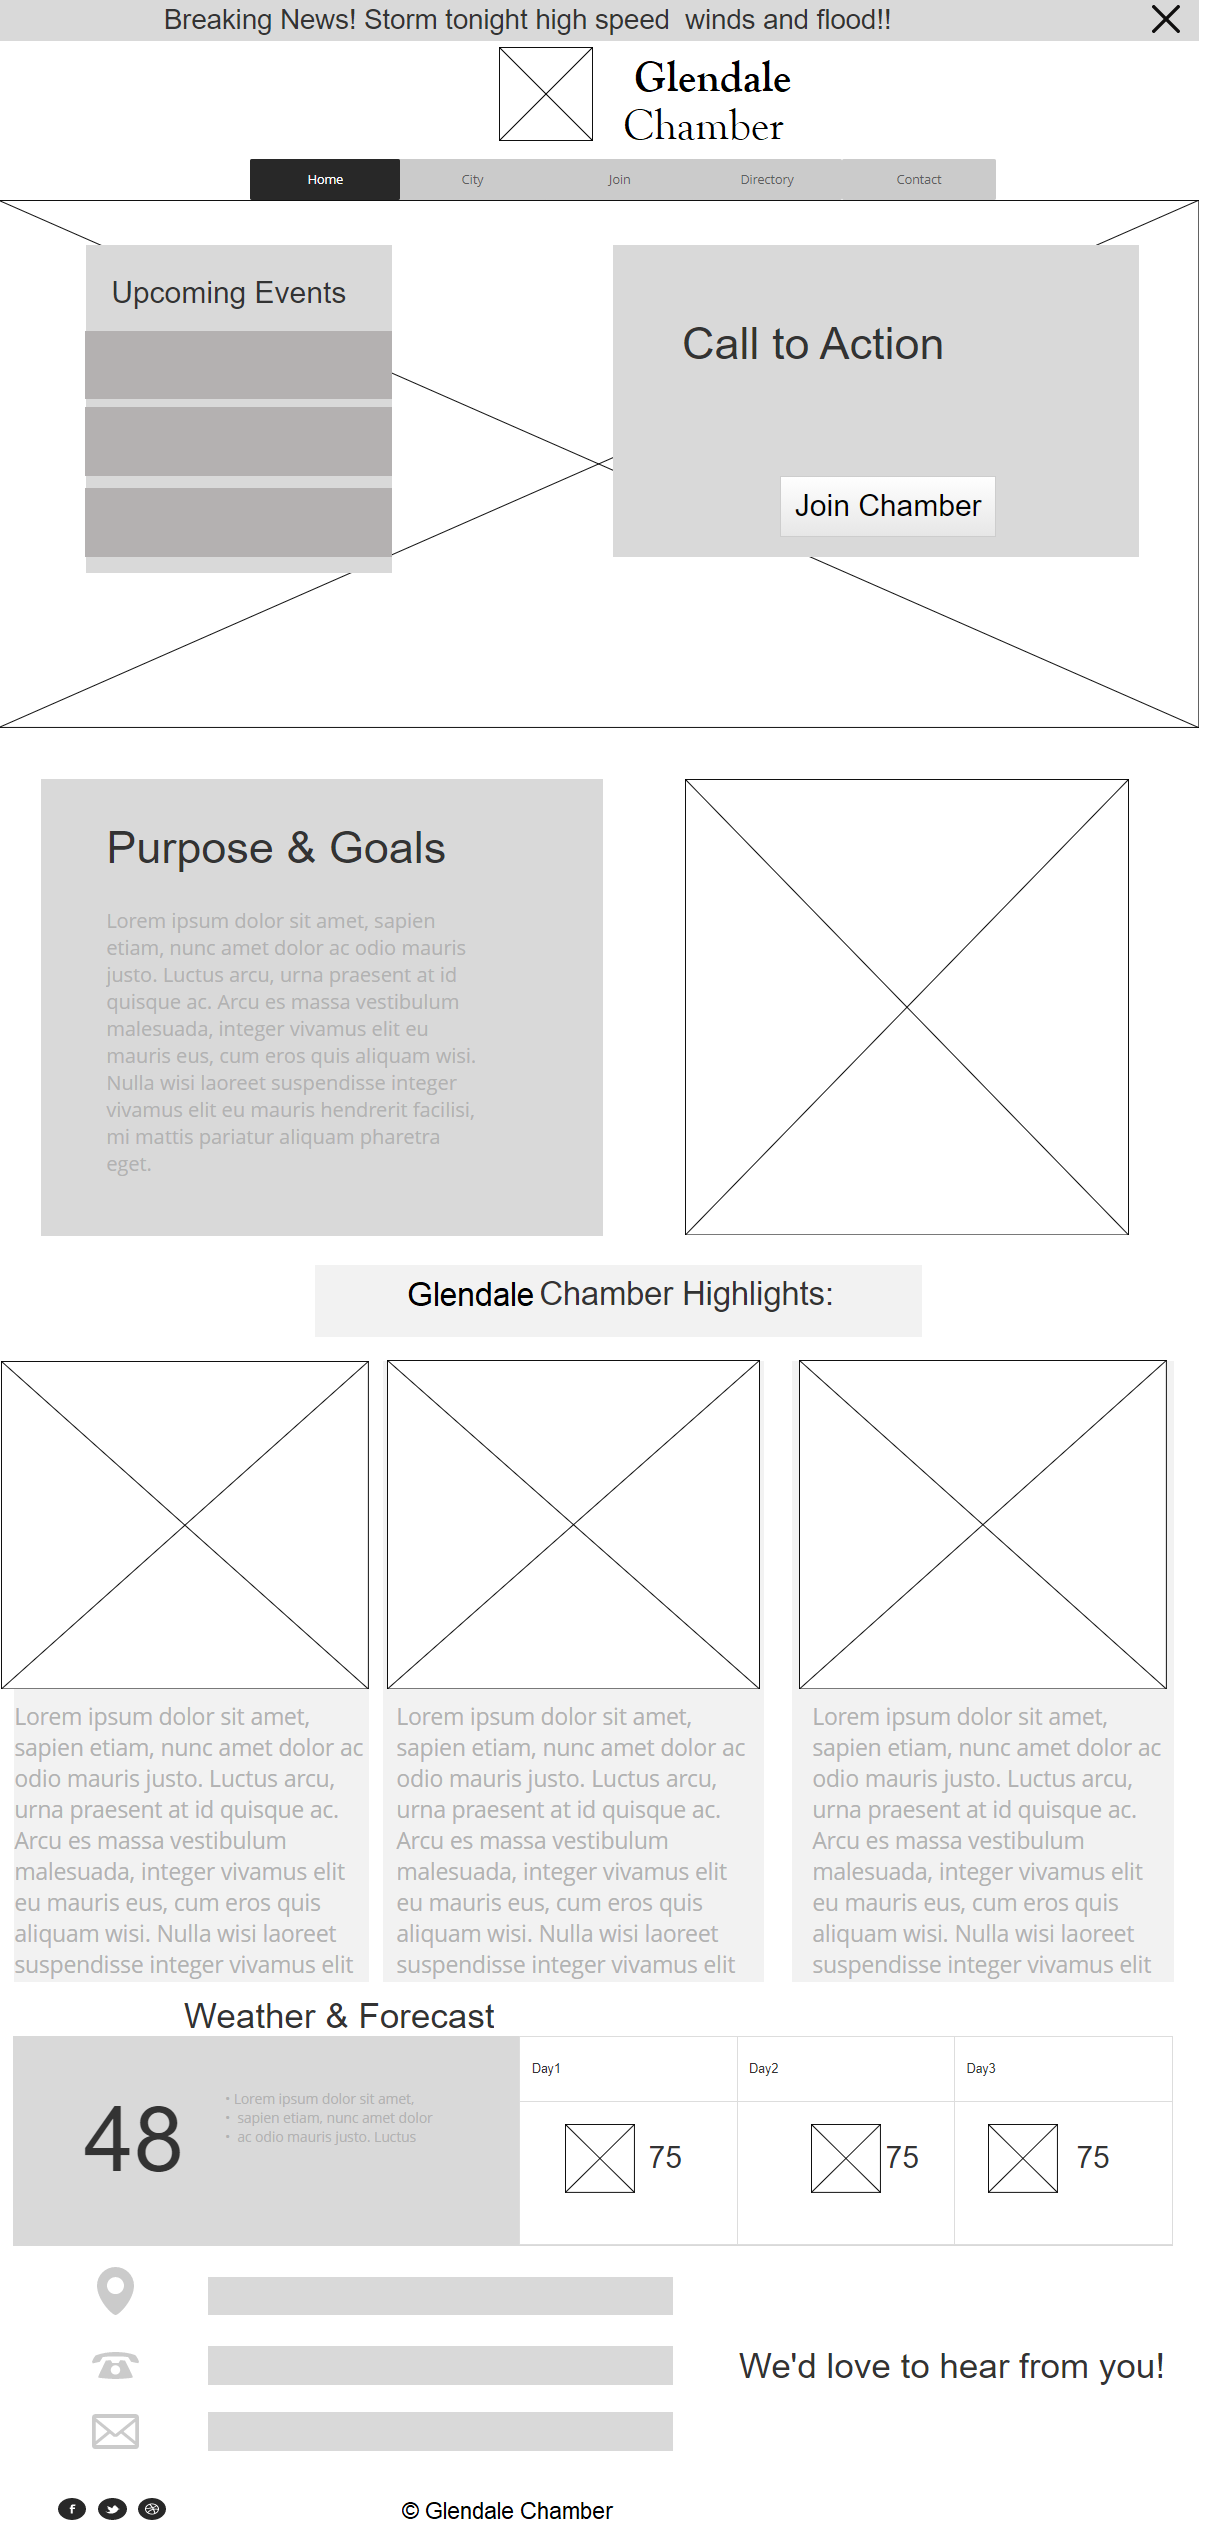 Breaking News! Storm tonight high speed  winds and flood!!
Glendale
Chamber
Home
City
Join
Directory
Contact
Upcoming Events
Call to Action
Join Chamber
Purpose & Goals
Lorem ipsum dolor sit amet, sapien
etiam, nunc amet dolor ac odio mauris
justo. Luctus arcu, urna praesent at id
quisque ac. Arcu es massa vestibulum
malesuada, integer vivamus elit eu
mauris eus, cum eros quis aliquam wisi.
Nulla wisi laoreet suspendisse integer
vivamus elit eu mauris hendrerit facilisi,
mi mattis pariatur aliquam pharetra
eget.
Glendale Chamber Highlights:
Lorem ipsum dolor sit amet,
sapien etiam, nunc amet dolor ac
odio mauris justo. Luctus arcu,
urna praesent at id quisque ac.
Arcu es massa vestibulum
malesuada, integer vivamus elit
eu mauris eus, cum eros quis
aliquam wisi. Nulla wisi laoreet
suspendisse integer vivamus elit
Lorem ipsum dolor sit amet,
sapien etiam, nunc amet dolor ac
odio mauris justo. Luctus arcu,
urna praesent at id quisque ac.
Arcu es massa vestibulum
malesuada, integer vivamus elit
eu mauris eus, cum eros quis
aliquam wisi. Nulla wisi laoreet
suspendisse integer vivamus elit
Lorem ipsum dolor sit amet,
sapien etiam, nunc amet dolor ac
odio mauris justo. Luctus arcu,
urna praesent at id quisque ac.
Arcu es massa vestibulum
malesuada, integer vivamus elit
eu mauris eus, cum eros quis
aliquam wisi. Nulla wisi laoreet
suspendisse integer vivamus elit
Weather & Forecast
48
• Lorem ipsum dolor sit amet,
• sapien etiam, nunc amet dolor
• ac odio mauris justo. Luctus
Day1
Day2
Day3
75
75
75
We'd love to hear from you!
© Glendale Chamber